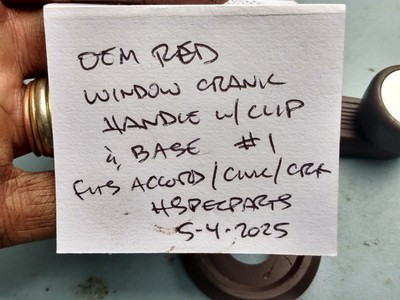 OEM RED
WINDOW CRANK
HANDLE W/ CLIP
& BASE #1
FITS ACCORD/CIVIC/CRX
HSPECPARTS
5-4-2025